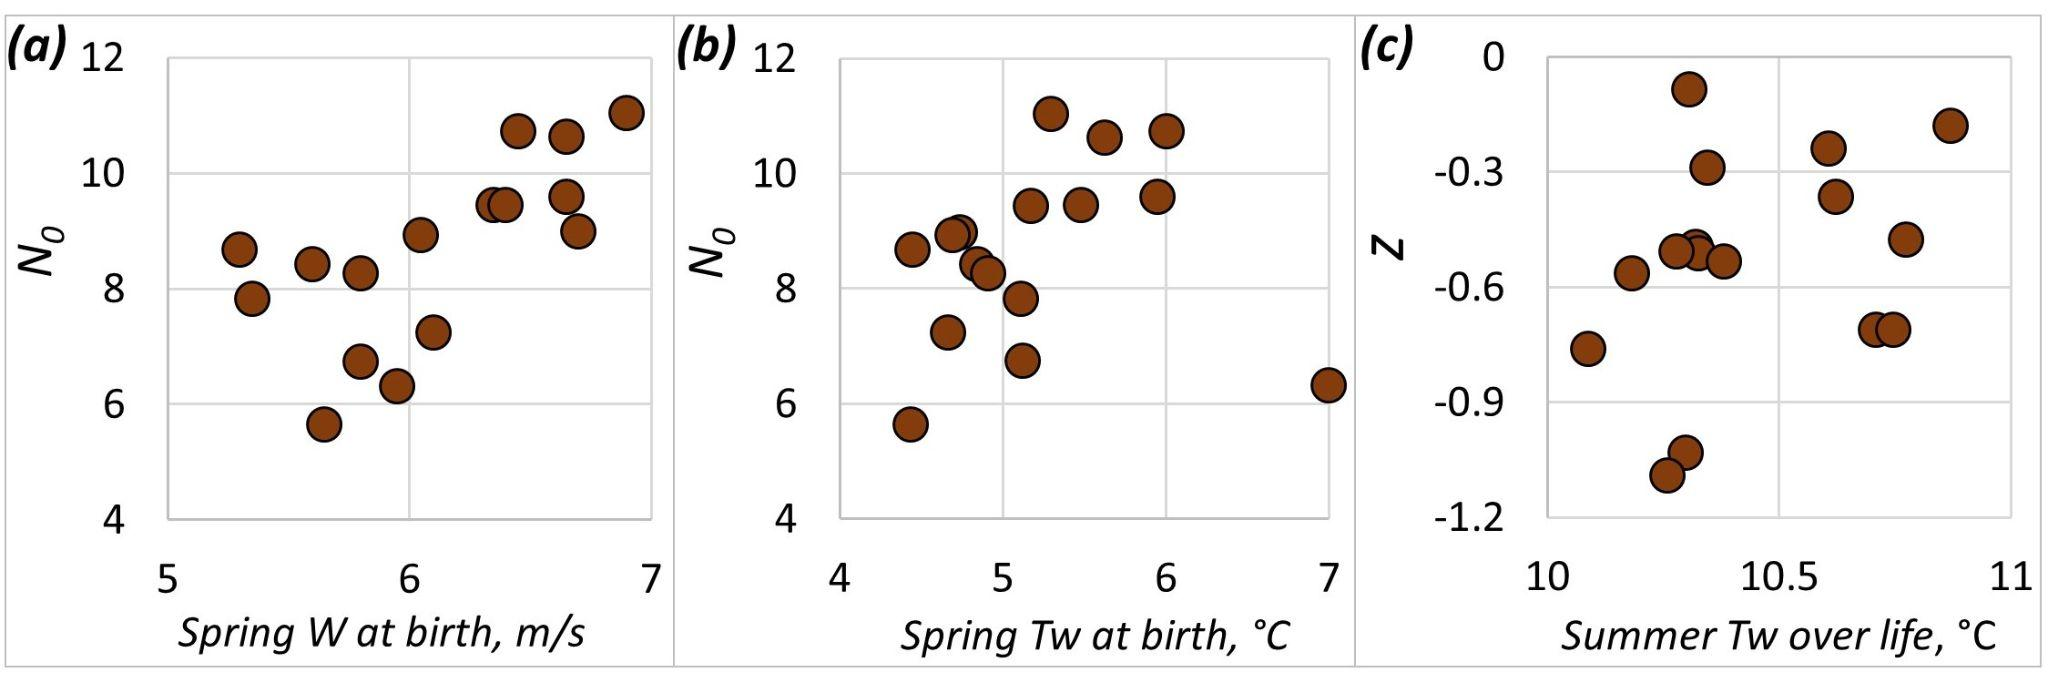 (a)
12
10
8
6
4
N0
5 6 7
Spring W at birth, m/s
(b)
12
10
8
6
4
N0
4 5 6 7
Spring Tw at birth, °C
(c)
0
-0.3
-0.6
-0.9
-1.2
Z
10 10.5 11
Summer Tw over life, °C